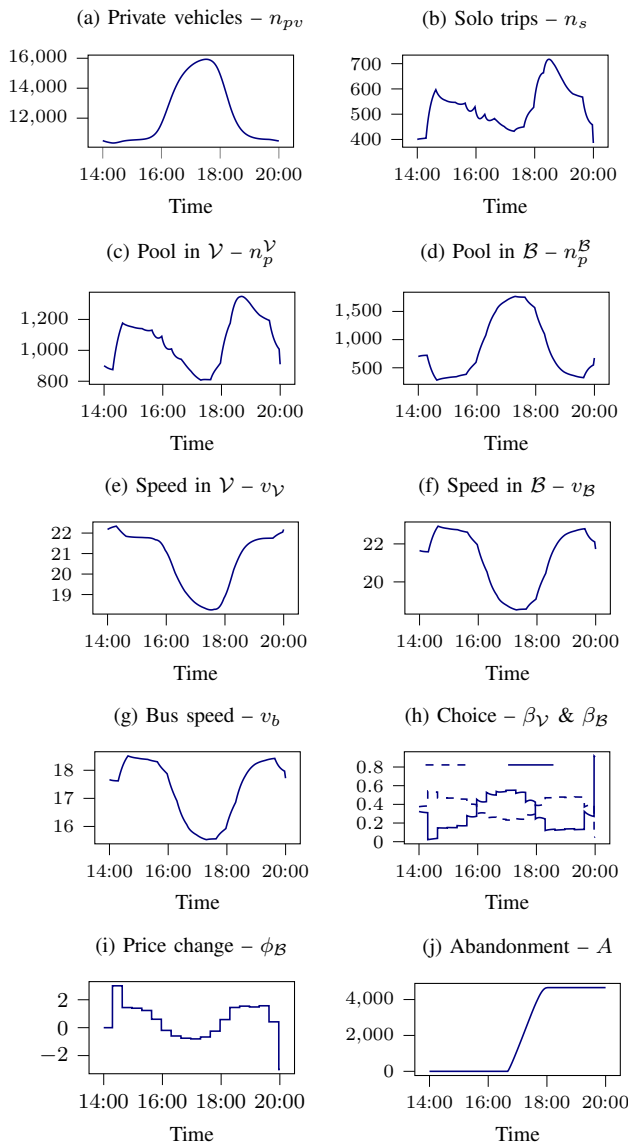 (a) Private vehicles – n_pv
16,000
14,000
12,000
14:00 16:00 18:00 20:00
Time
(b) Solo trips – n_s
700
600
500
400
14:00 16:00 18:00 20:00
Time
(c) Pool in 𝒱 – n_p^𝒱
1,200
1,000
800
14:00 16:00 18:00 20:00
Time
(d) Pool in ℬ – n_p^ℬ
1,500
1,000
500
14:00 16:00 18:00 20:00
Time
(e) Speed in 𝒱 – v_𝒱
22
21
20
19
14:00 16:00 18:00 20:00
Time
(f) Speed in ℬ – v_ℬ
22
20
14:00 16:00 18:00 20:00
Time
(g) Bus speed – v_b
18
17
16
14:00 16:00 18:00 20:00
Time
(h) Choice – β_𝒱 & β_ℬ
0.8
0.6
0.4
0.2
0
14:00 16:00 18:00 20:00
Time
(i) Price change – ϕ_ℬ
2
0
−2
14:00 16:00 18:00 20:00
Time
(j) Abandonment – A
4,000
2,000
0
14:00 16:00 18:00 20:00
Time